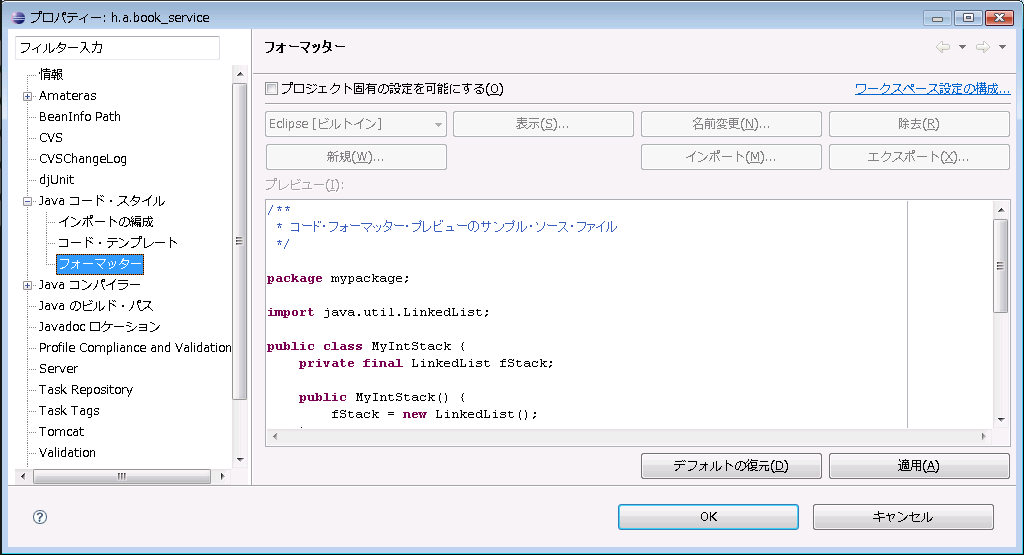 プロパティー: h.a.book_service
フィルター入力
情報
Amateras
BeanInfo Path
CVS
CVSChangeLog
djUnit
Java コード・スタイル
インポートの編成
コード・テンプレート
フォーマッター
Java コンパイラー
Java のビルド・パス
Javadoc ロケーション
Profile Compliance and Validation
Server
Task Repository
Task Tags
Tomcat
Validation
フォーマッター
プロジェクト固有の設定を可能にする(O)
ワークスペース設定の構成...
Eclipse [ビルトイン]
表示(S)...
名前変更(N)...
除去(R)
新規(W)...
インポート(M)...
エクスポート(X)...
プレビュー(I):
/**
 * コード・フォーマッター・プレビューのサンプル・ソース・ファイル
 */
package mypackage;
import java.util.LinkedList;
public class MyIntStack {
    private final LinkedList fStack;
    public MyIntStack() {
        fStack = new LinkedList();
デフォルトの復元(D)
適用(A)
OK
キャンセル